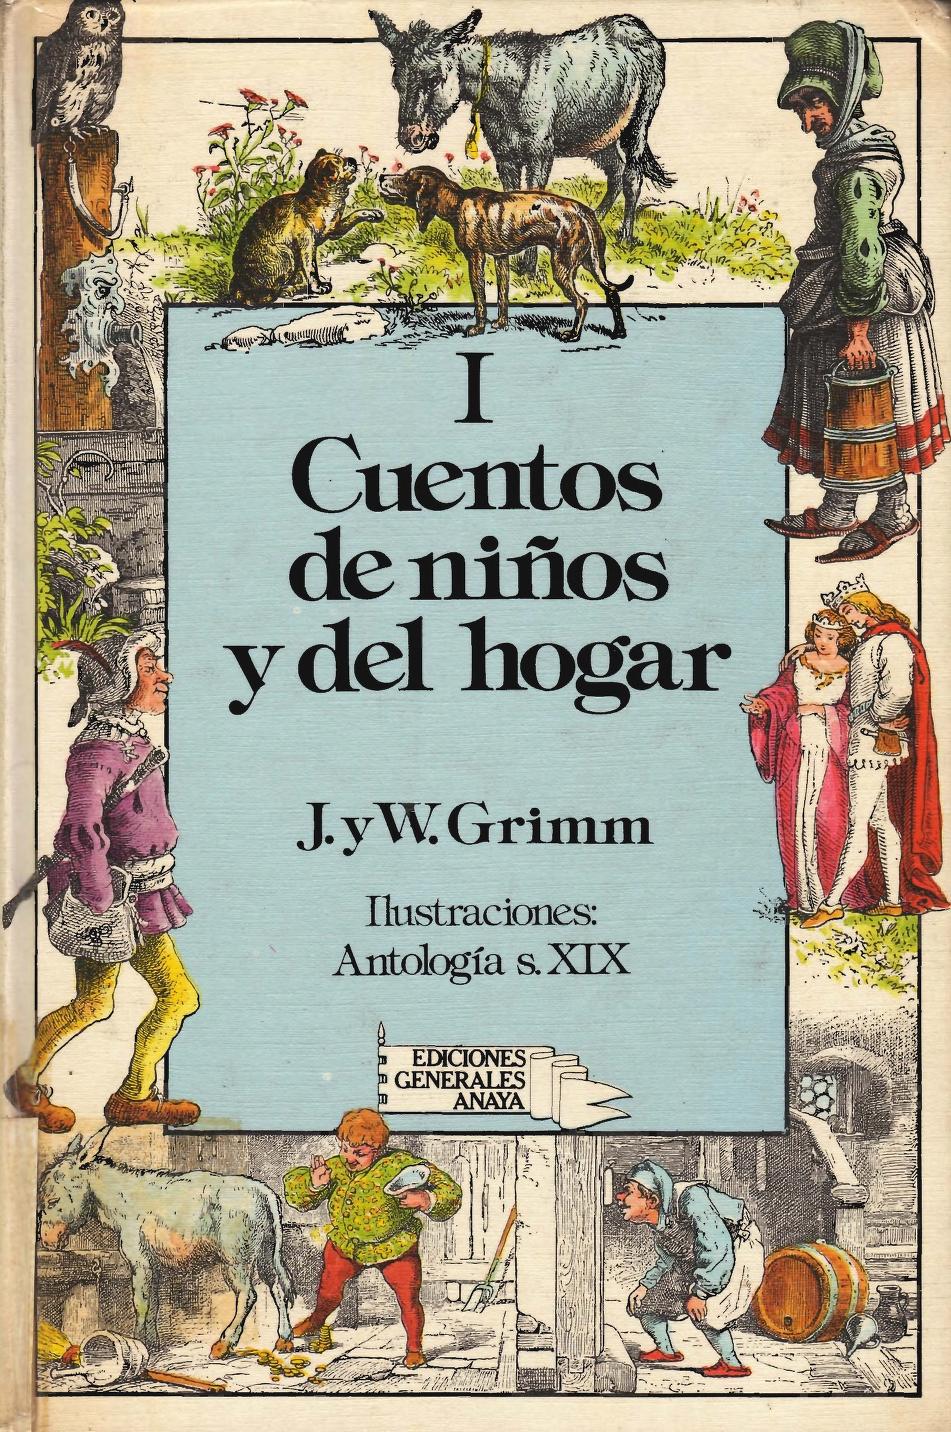 I
Cuentos
de niños
y del hogar
J. y W. Grimm
Ilustraciones:
Antología s. XIX
EDICIONES
GENERALES
ANAYA